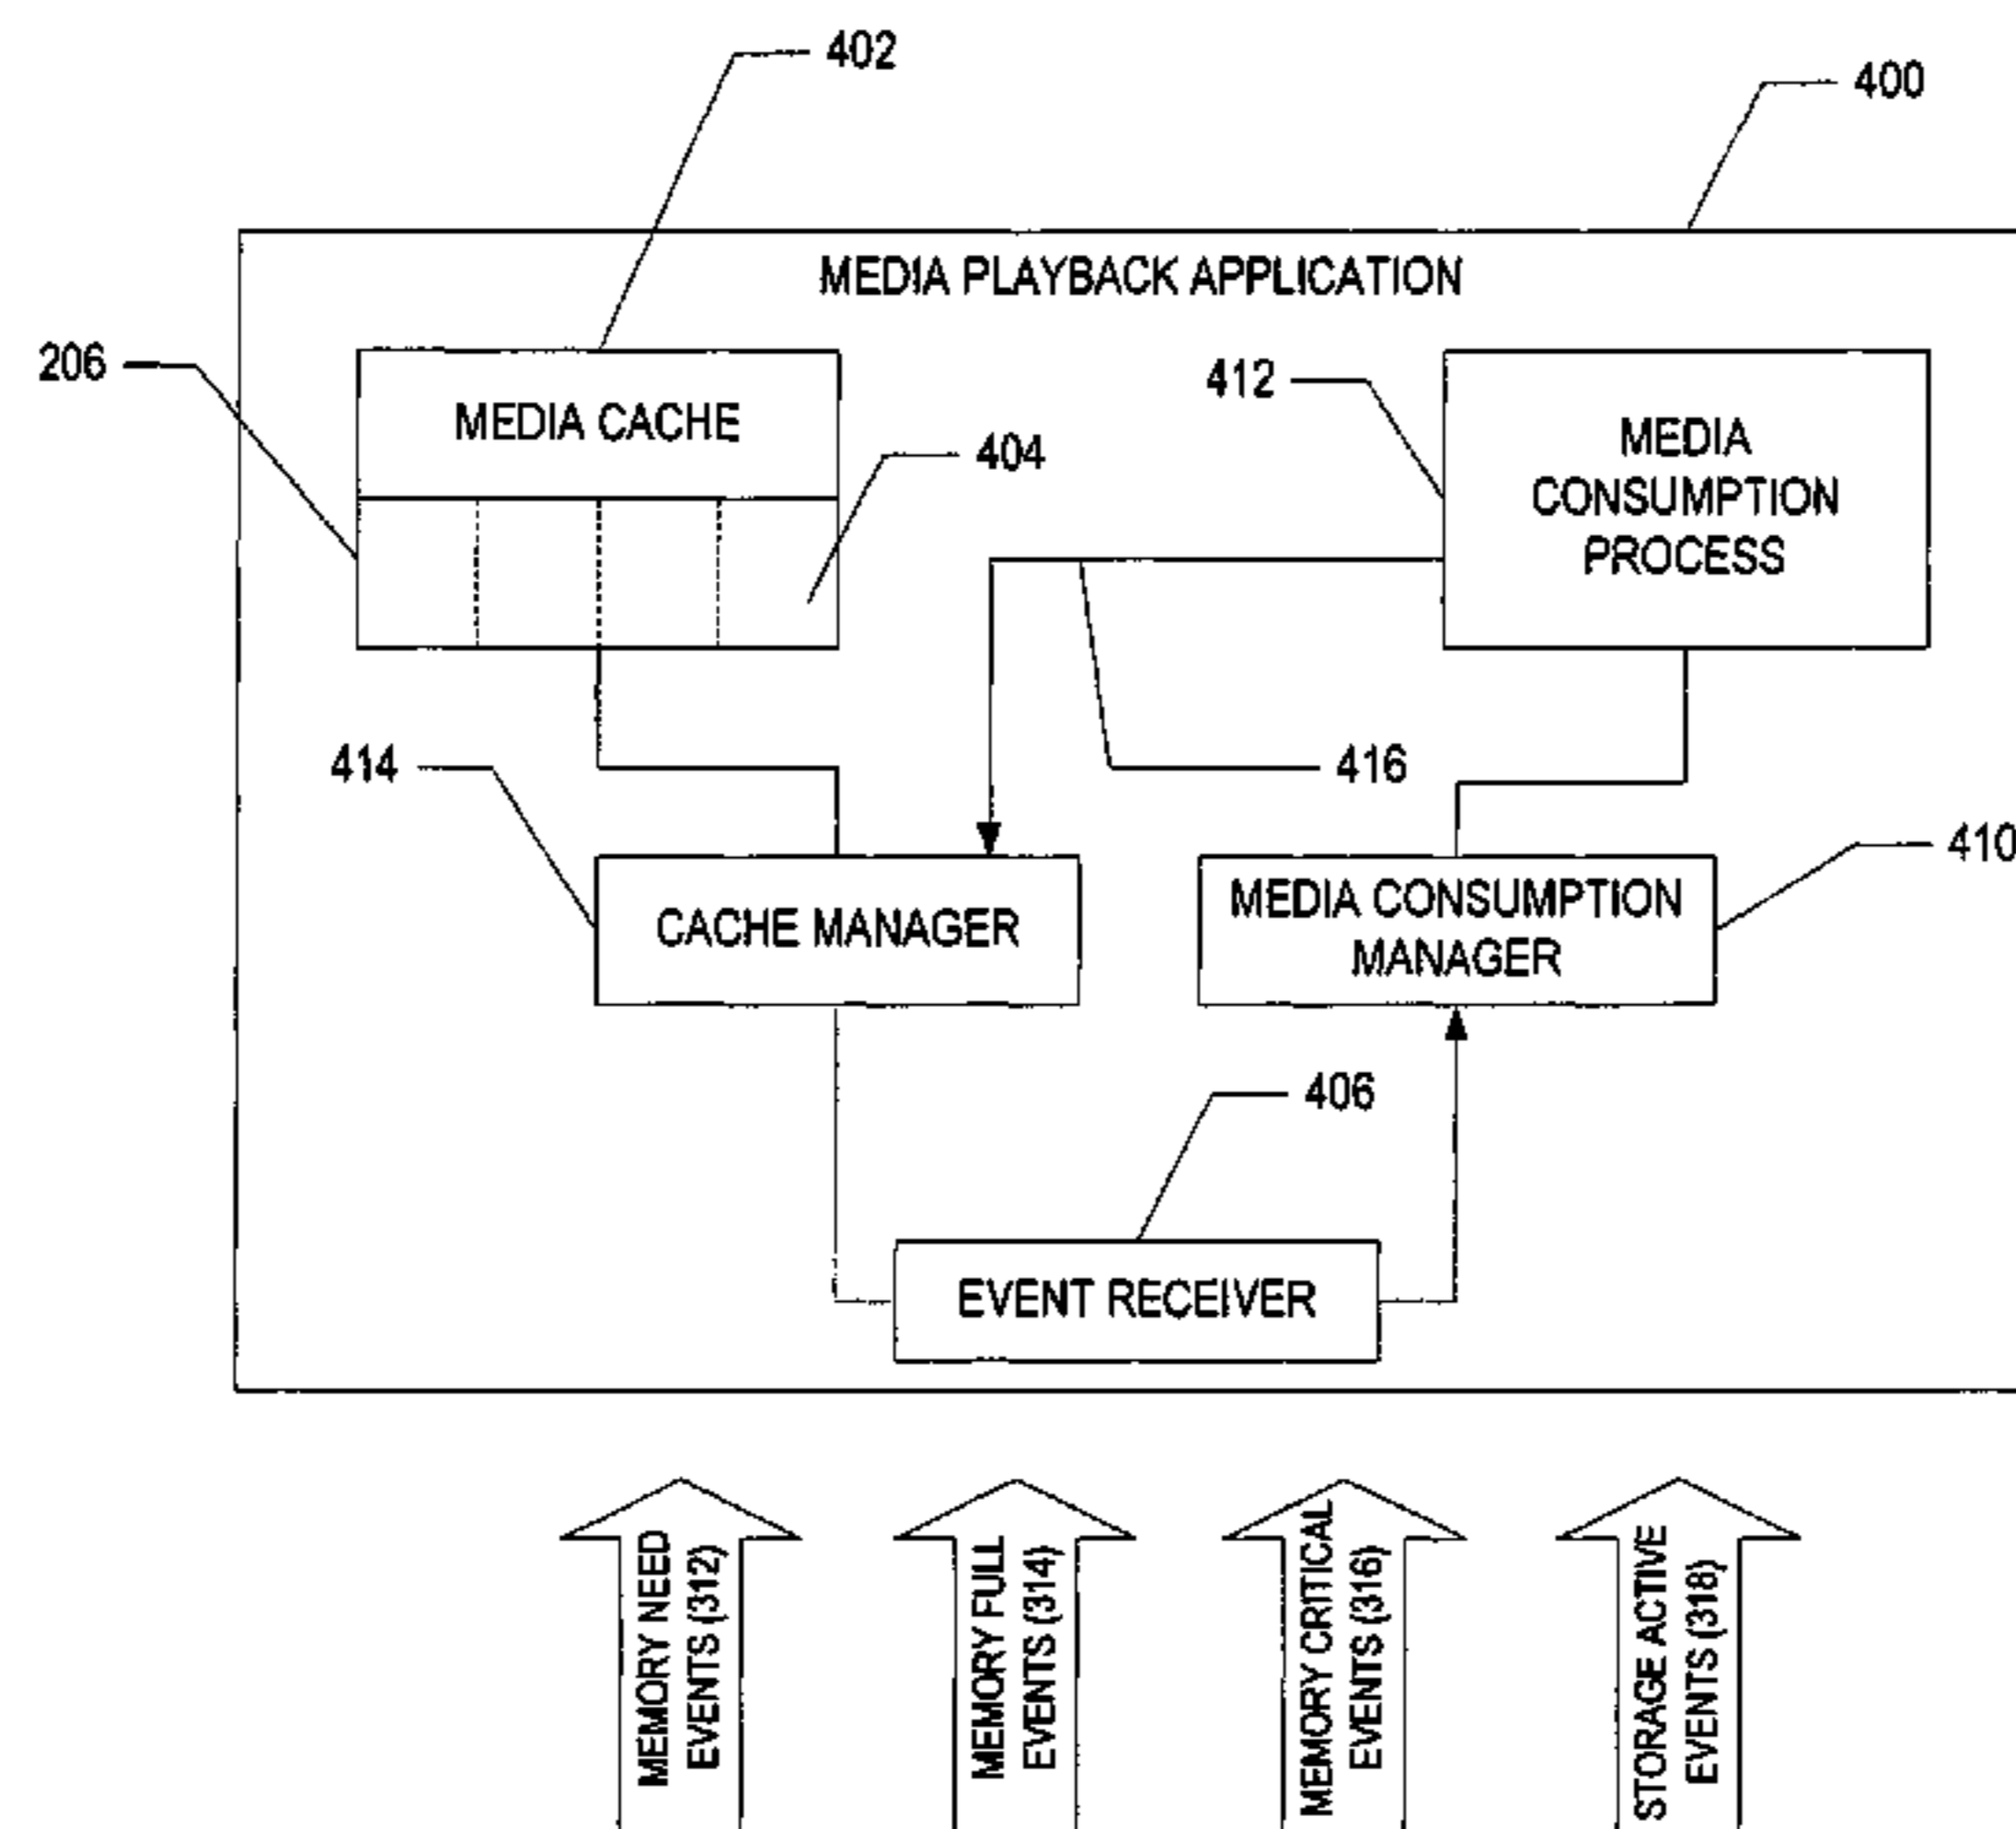 402
400
MEDIA PLAYBACK APPLICATION
206
MEDIA CACHE
404
412
MEDIA
CONSUMPTION
PROCESS
414
416
410
CACHE MANAGER
MEDIA CONSUMPTION
MANAGER
406
EVENT RECEIVER
MEMORY NEED
EVENTS (312)
MEMORY FULL
EVENTS (314)
MEMORY CRITICAL
EVENTS (316)
STORAGE ACTIVE
EVENTS (318)